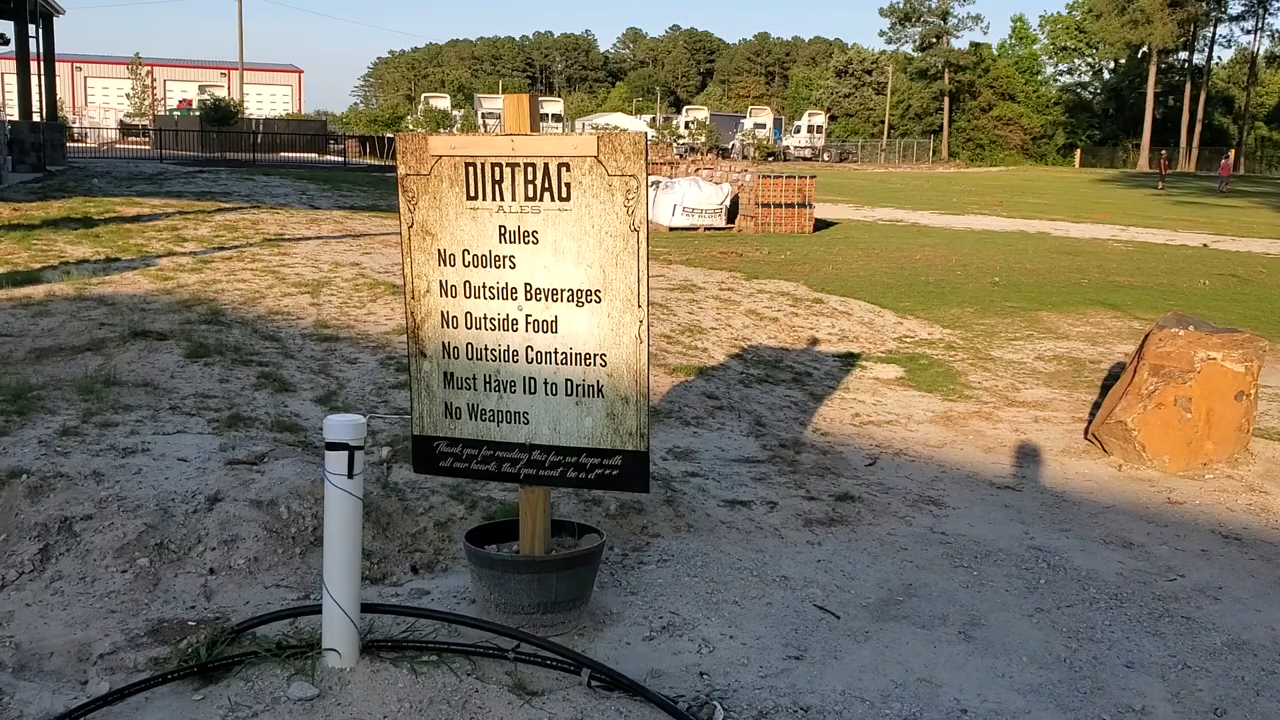 DIRTBAG
ALES
Rules
No Coolers
No Outside Beverages
No Outside Food
No Outside Containers
Must Have ID to Drink
No Weapons
Thank you for reading this far, we hope with
all our hearts, that you wont be a d****